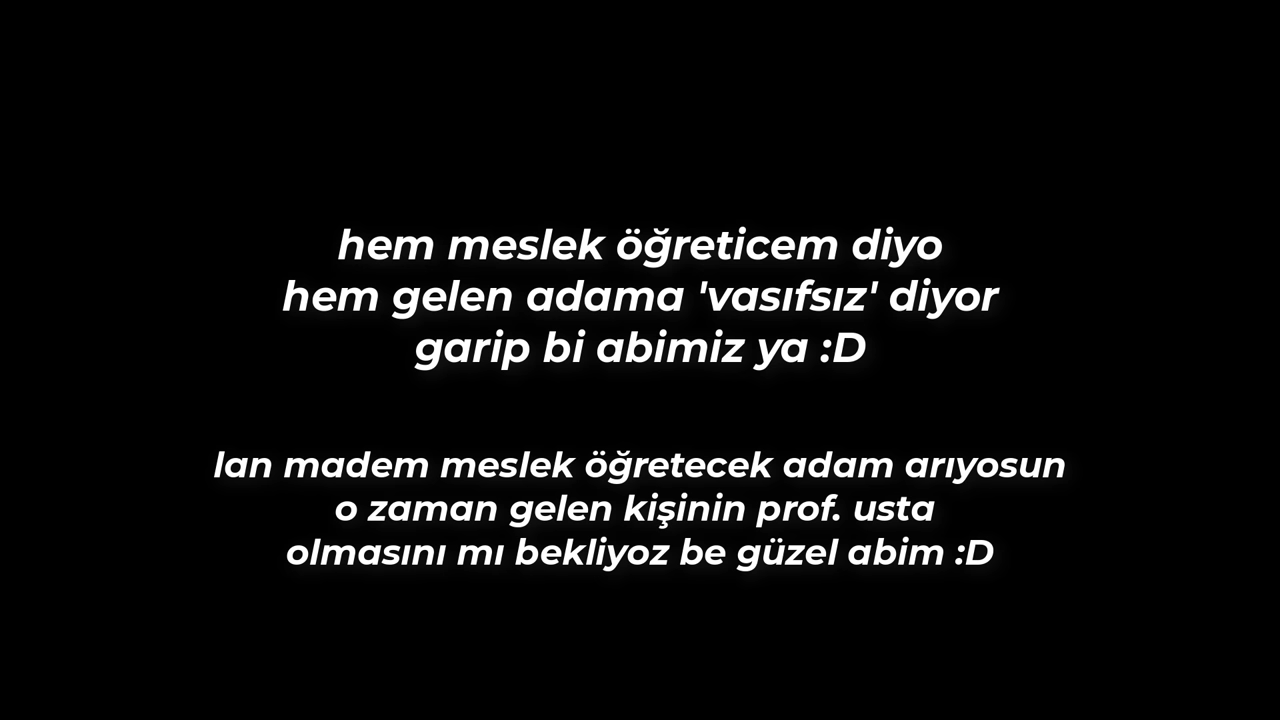 hem meslek öğreticem diyo
hem gelen adama 'vasıfsız' diyor
garip bi abimiz ya :D
lan madem meslek öğretecek adam arıyosun
o zaman gelen kişinin prof. usta
olmasını mı bekliyoz be güzel abim :D